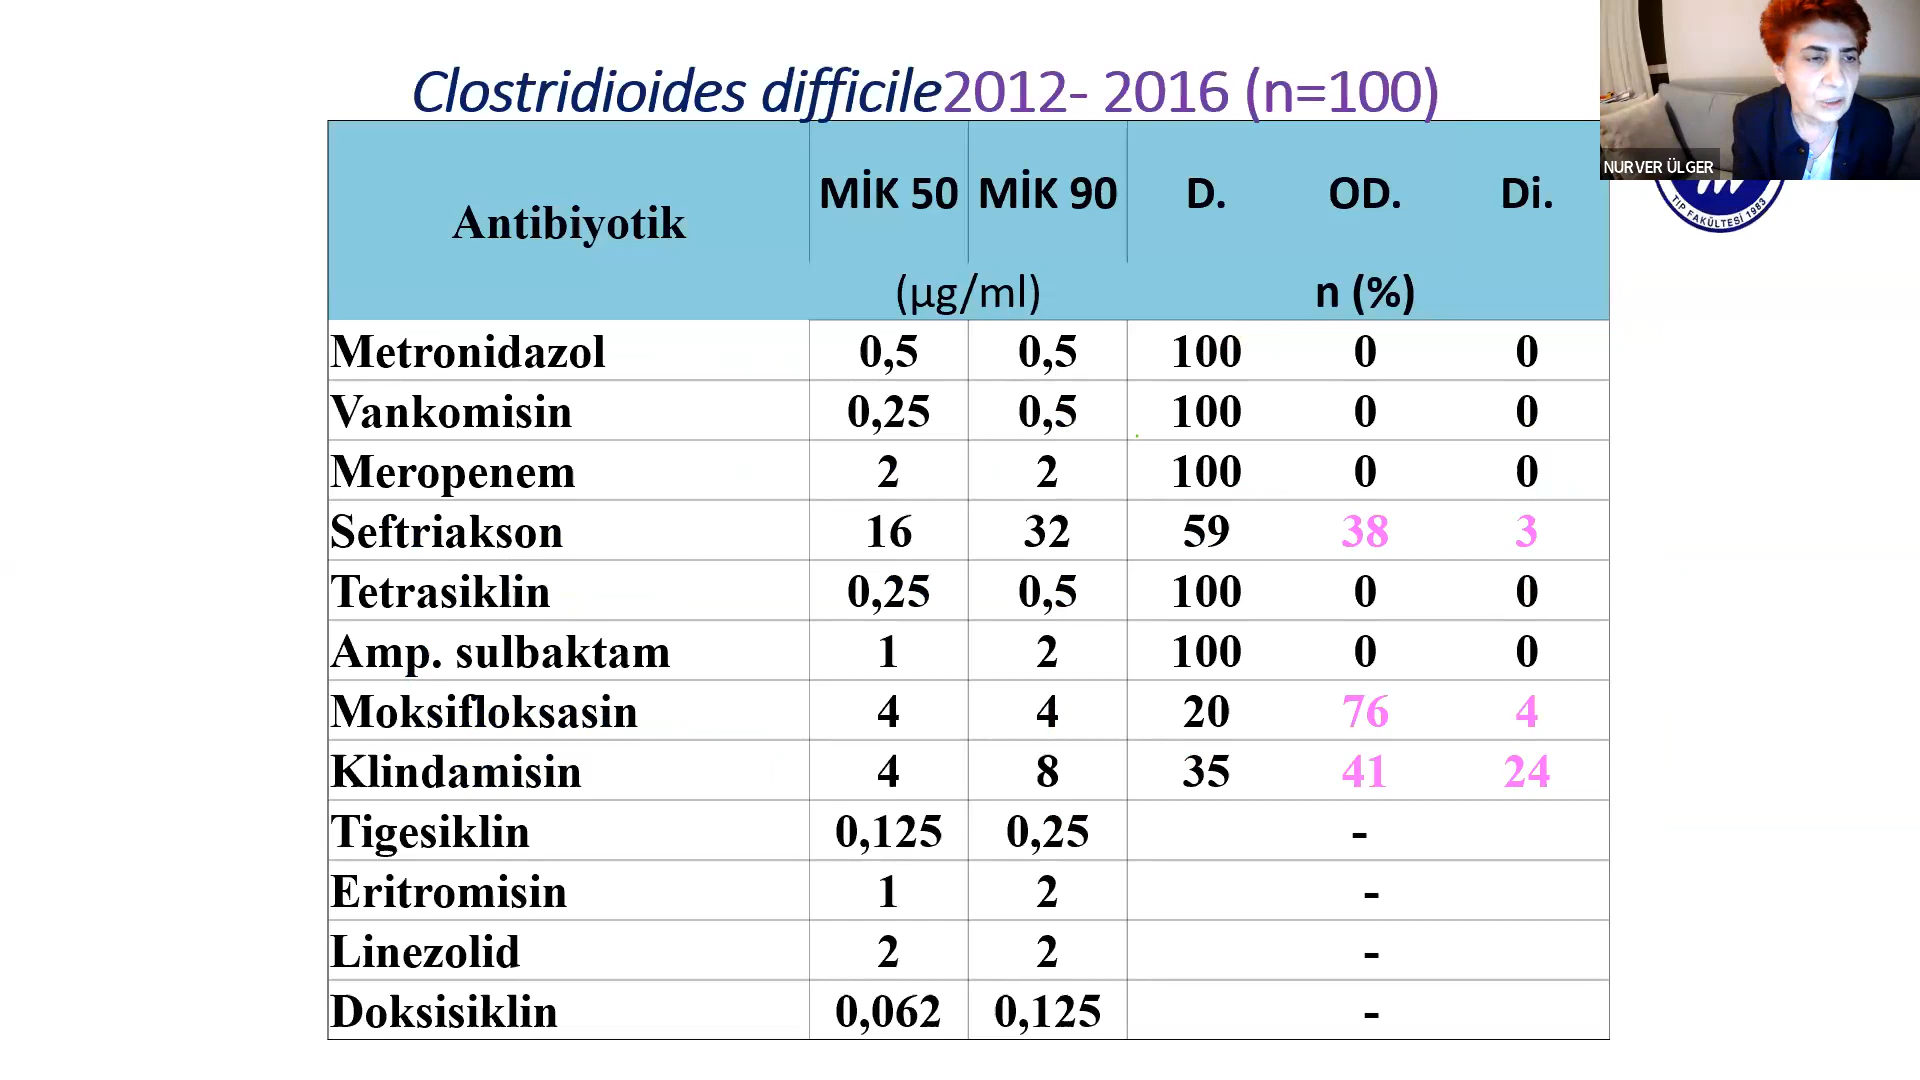 Clostridioides difficile2012- 2016 (n=100)
NURVER ÜLGER
TIP FAKÜLTESİ 1983
Antibiyotik MİK 50 MİK 90 D. OD. Di.
(µg/ml) n (%)
Metronidazol 0,5 0,5 100 0 0
Vankomisin 0,25 0,5 100 0 0
Meropenem 2 2 100 0 0
Seftriakson 16 32 59 38 3
Tetrasiklin 0,25 0,5 100 0 0
Amp. sulbaktam 1 2 100 0 0
Moksifloksasin 4 4 20 76 4
Klindamisin 4 8 35 41 24
Tigesiklin 0,125 0,25 -
Eritromisin 1 2 -
Linezolid 2 2 -
Doksisiklin 0,062 0,125 -